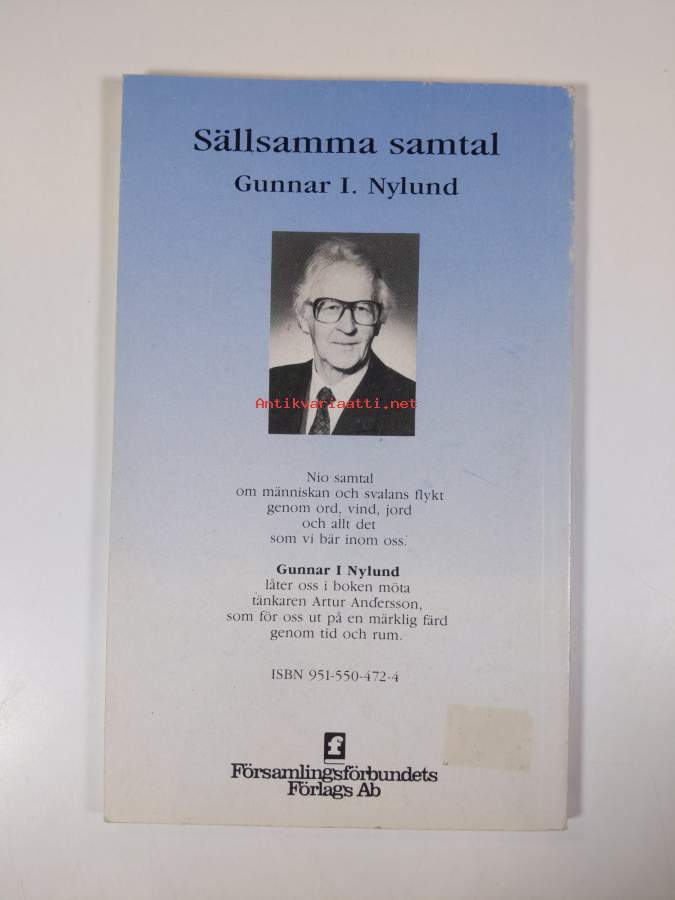 Sällsamma samtal
Gunnar I. Nylund
Antikvariaatti.net
Nio samtal
om människan och svalans flykt
genom ord, vind, jord
och allt det
som vi bär inom oss.
Gunnar I Nylund
låter oss i boken möta
tänkaren Artur Andersson,
som för oss ut på en märklig färd
genom tid och rum.
ISBN 951-550-472-4
f
Församlingsförbundets
Förlags Ab